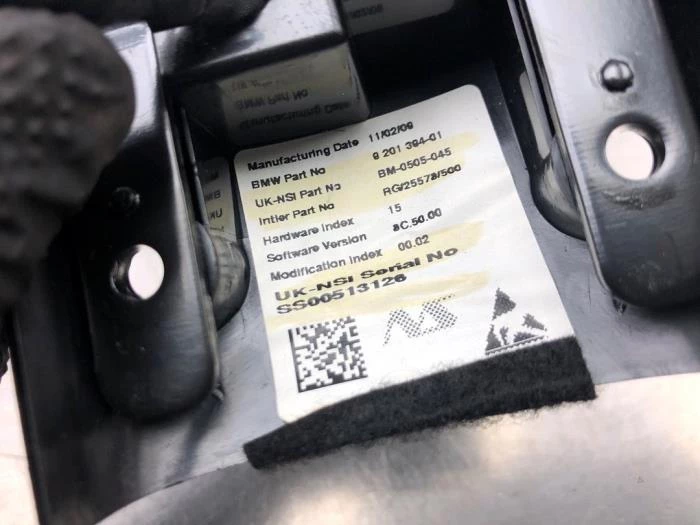 Manufacturing Date 11/02/09
BMW Part No 9 201 394-01
UK-NSI Part No BM-0505-045
Intier Part No RG/25578/500
Hardware Index 15
Software Version 8C.50.00
Modification Index 00.02
UK-NSI Serial No
SS00513126
NS